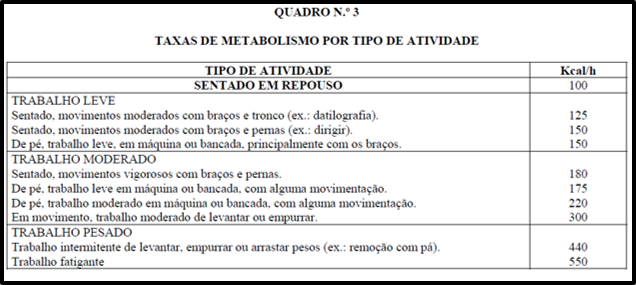 QUADRO N.º 3
TAXAS DE METABOLISMO POR TIPO DE ATIVIDADE
TIPO DE ATIVIDADE Kcal/h
SENTADO EM REPOUSO 100
TRABALHO LEVE
Sentado, movimentos moderados com braços e tronco (ex.: datilografia). 125
Sentado, movimentos moderados com braços e pernas (ex.: dirigir). 150
De pé, trabalho leve, em máquina ou bancada, principalmente com os braços. 150
TRABALHO MODERADO
Sentado, movimentos vigorosos com braços e pernas. 180
De pé, trabalho leve em máquina ou bancada, com alguma movimentação. 175
De pé, trabalho moderado em máquina ou bancada, com alguma movimentação. 220
Em movimento, trabalho moderado de levantar ou empurrar. 300
TRABALHO PESADO
Trabalho intermitente de levantar, empurrar ou arrastar pesos (ex.: remoção com pá). 440
Trabalho fatigante 550